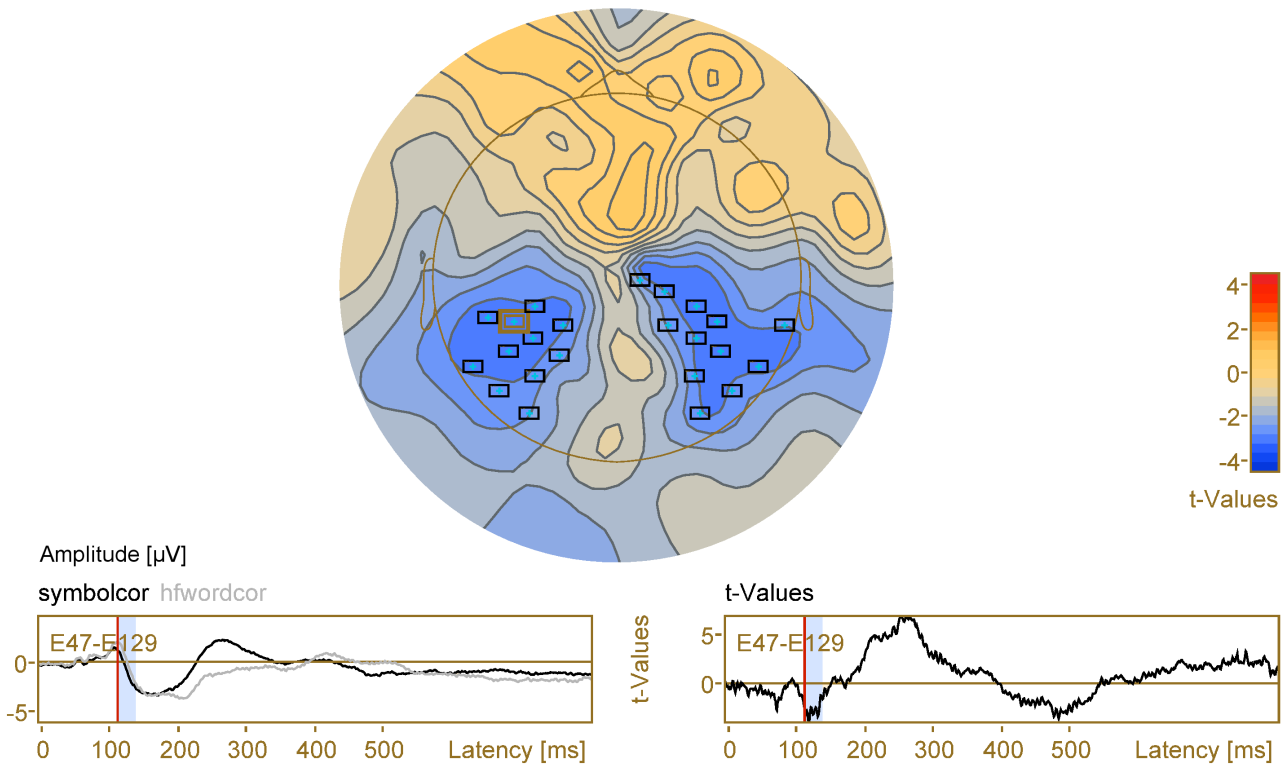 4
2
0
-2
-4
t-Values
Amplitude [µV]
symbolcor hfwordcor
E47-E129
0
-5
0 100 200 300 400 500 Latency [ms]
t-Values
t-Values
E47-E129
5
0
0 100 200 300 400 500 Latency [ms]